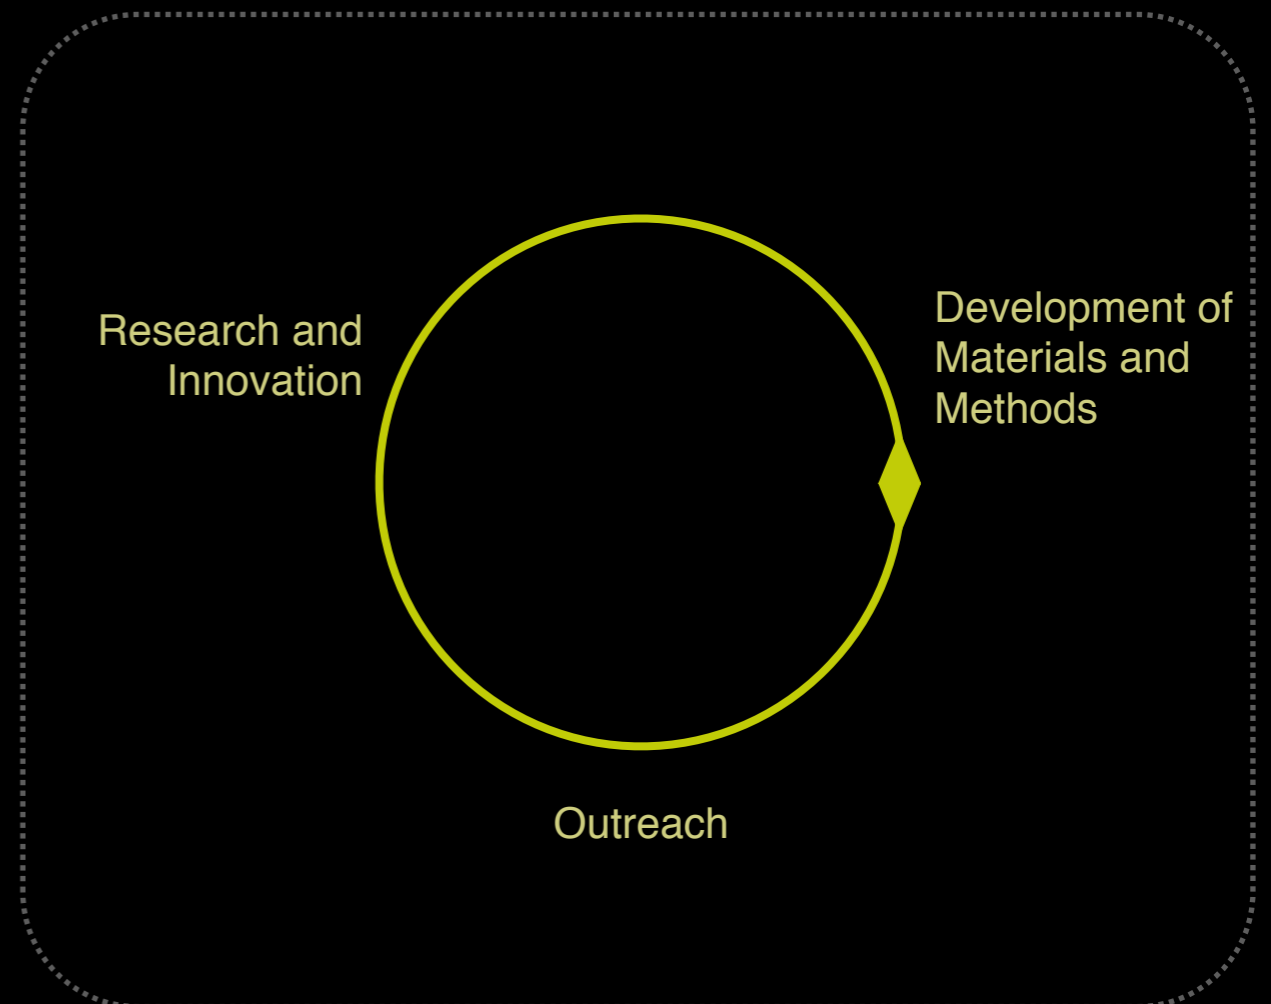 Research and
Innovation
Development of
Materials and
Methods
Outreach